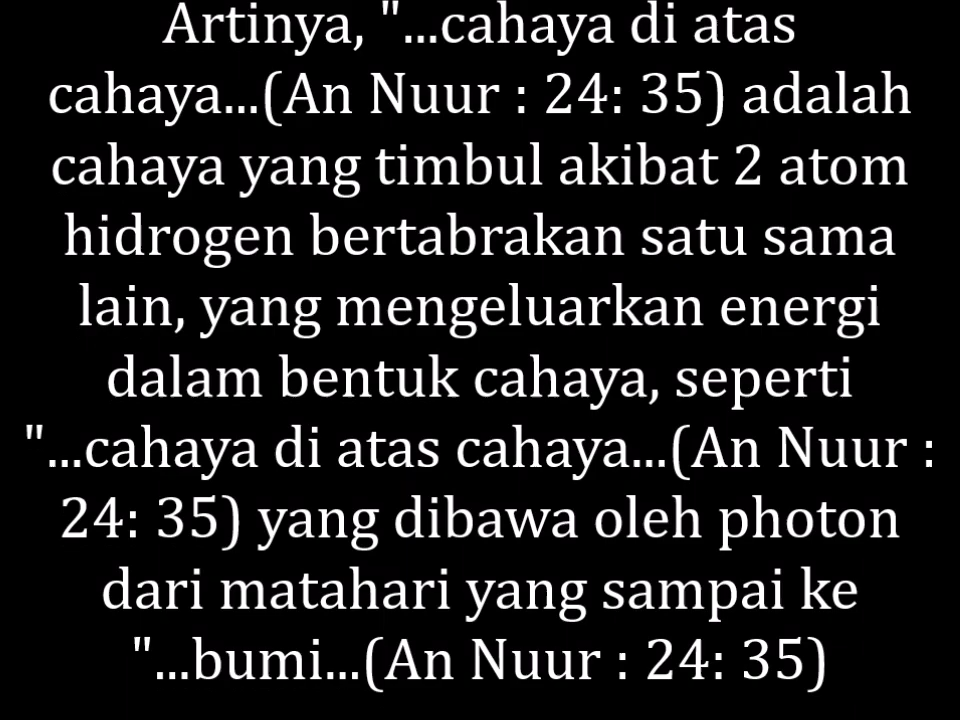 Artinya, "...cahaya di atas
cahaya...(An Nuur : 24: 35) adalah
cahaya yang timbul akibat 2 atom
hidrogen bertabrakan satu sama
lain, yang mengeluarkan energi
dalam bentuk cahaya, seperti
"...cahaya di atas cahaya...(An Nuur :
24: 35) yang dibawa oleh photon
dari matahari yang sampai ke
"...bumi...(An Nuur : 24: 35)